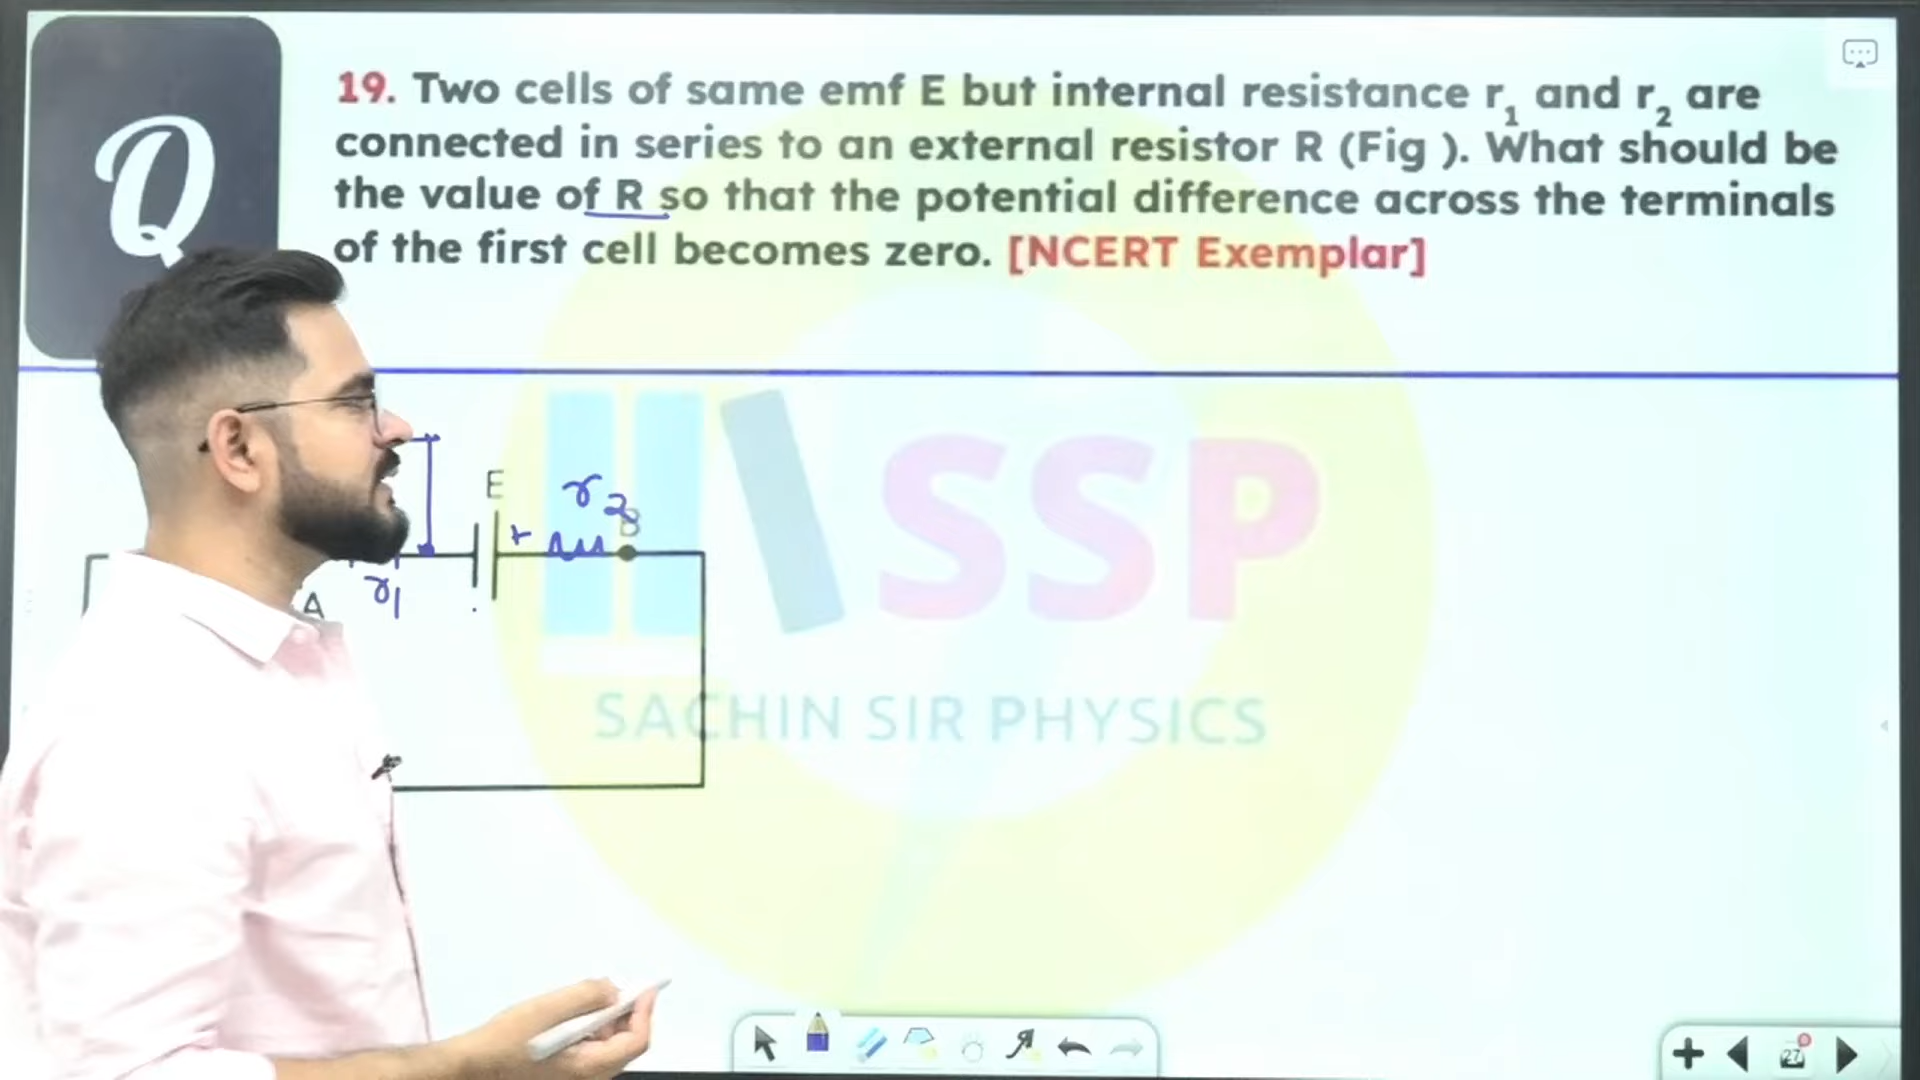 Q
19. Two cells of same emf E but internal resistance r₁ and r₂ are
connected in series to an external resistor R (Fig ). What should be
the value of R so that the potential difference across the terminals
of the first cell becomes zero. [NCERT Exemplar]
E
r₂
+
B
r₁
A
SSP
SACHIN SIR PHYSICS
27